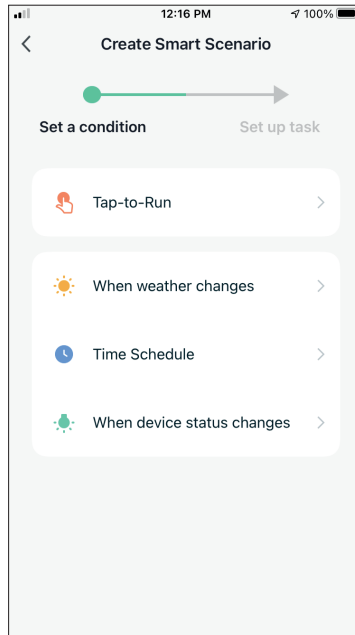 12:16 PM 100%
Create Smart Scenario
Set a condition Set up task
Tap-to-Run
When weather changes
Time Schedule
When device status changes